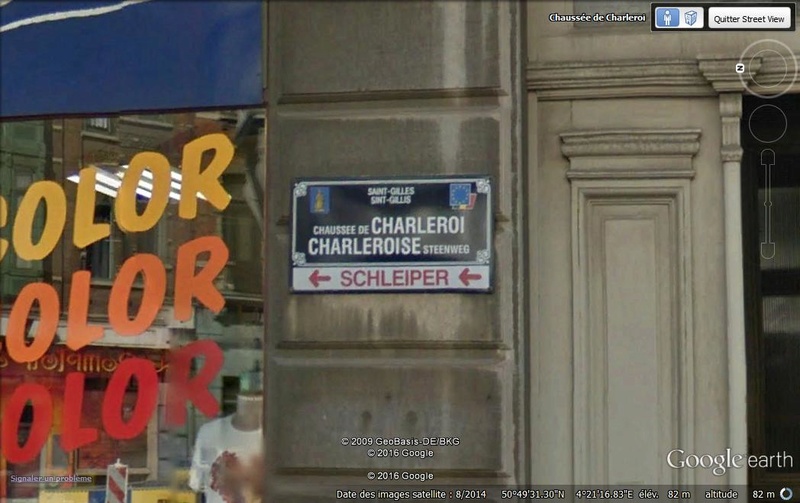 Chaussée de Charleroi
Quitter Street View
N
COLOR
OLOR
OLOR
SAINT-GILLES
SINT-GILLIS
CHAUSSEE DE CHARLEROI
CHARLEROISE STEENWEG
SCHLEIPER
© 2009 GeoBasis-DE/BKG
© 2016 Google
© 2016 Google
Google earth
Signaler un problème
Date des images satellite : 8/2014 50°49'31.30"N 4°21'16.83"E élév. 82 m altitude 82 m